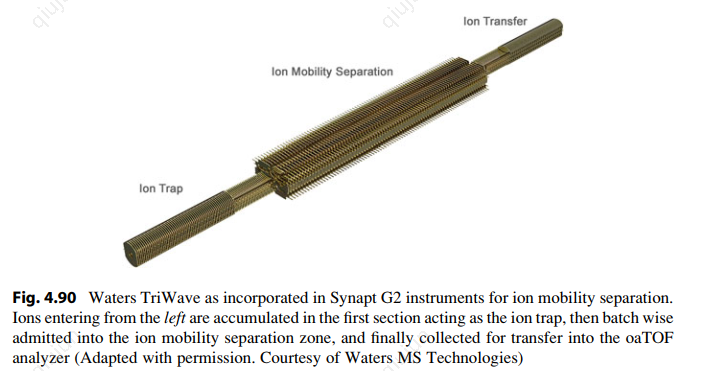 Ion Transfer
Ion Mobility Separation
Ion Trap
Fig. 4.90 Waters TriWave as incorporated in Synapt G2 instruments for ion mobility separation.
Ions entering from the left are accumulated in the first section acting as the ion trap, then batch wise
admitted into the ion mobility separation zone, and finally collected for transfer into the oaTOF
analyzer (Adapted with permission. Courtesy of Waters MS Technologies)